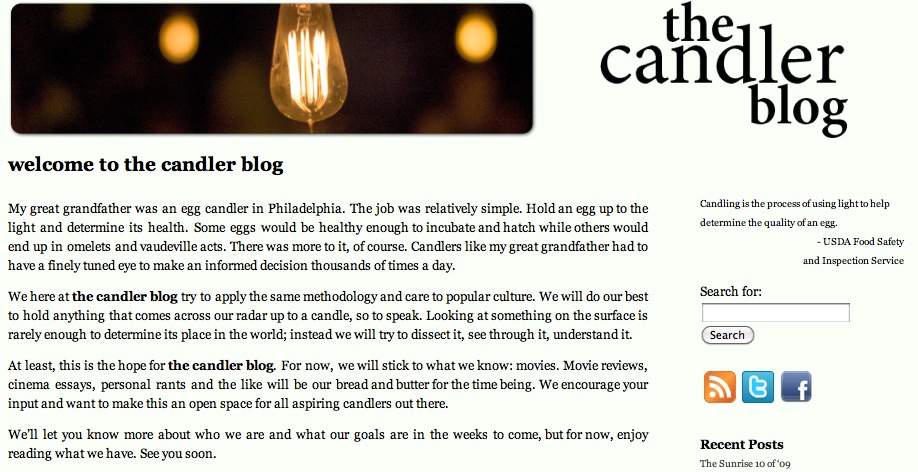 the
candler
blog
welcome to the candler blog
My great grandfather was an egg candler in Philadelphia. The job was relatively simple. Hold an egg up to the
light and determine its health. Some eggs would be healthy enough to incubate and hatch while others would
end up in omelets and vaudeville acts. There was more to it, of course. Candlers like my great grandfather had to
have a finely tuned eye to make an informed decision thousands of times a day.
We here at the candler blog try to apply the same methodology and care to popular culture. We will do our best
to hold anything that comes across our radar up to a candle, so to speak. Looking at something on the surface is
rarely enough to determine its place in the world; instead we will try to dissect it, see through it, understand it.
At least, this is the hope for the candler blog. For now, we will stick to what we know: movies. Movie reviews,
cinema essays, personal rants and the like will be our bread and butter for the time being. We encourage your
input and want to make this an open space for all aspiring candlers out there.
We'll let you know more about who we are and what our goals are in the weeks to come, but for now, enjoy
reading what we have. See you soon.
Candling is the process of using light to help
determine the quality of an egg.
- USDA Food Safety
and Inspection Service
Search for:
Search
t
f
Recent Posts
The Sunrise 10 of '09